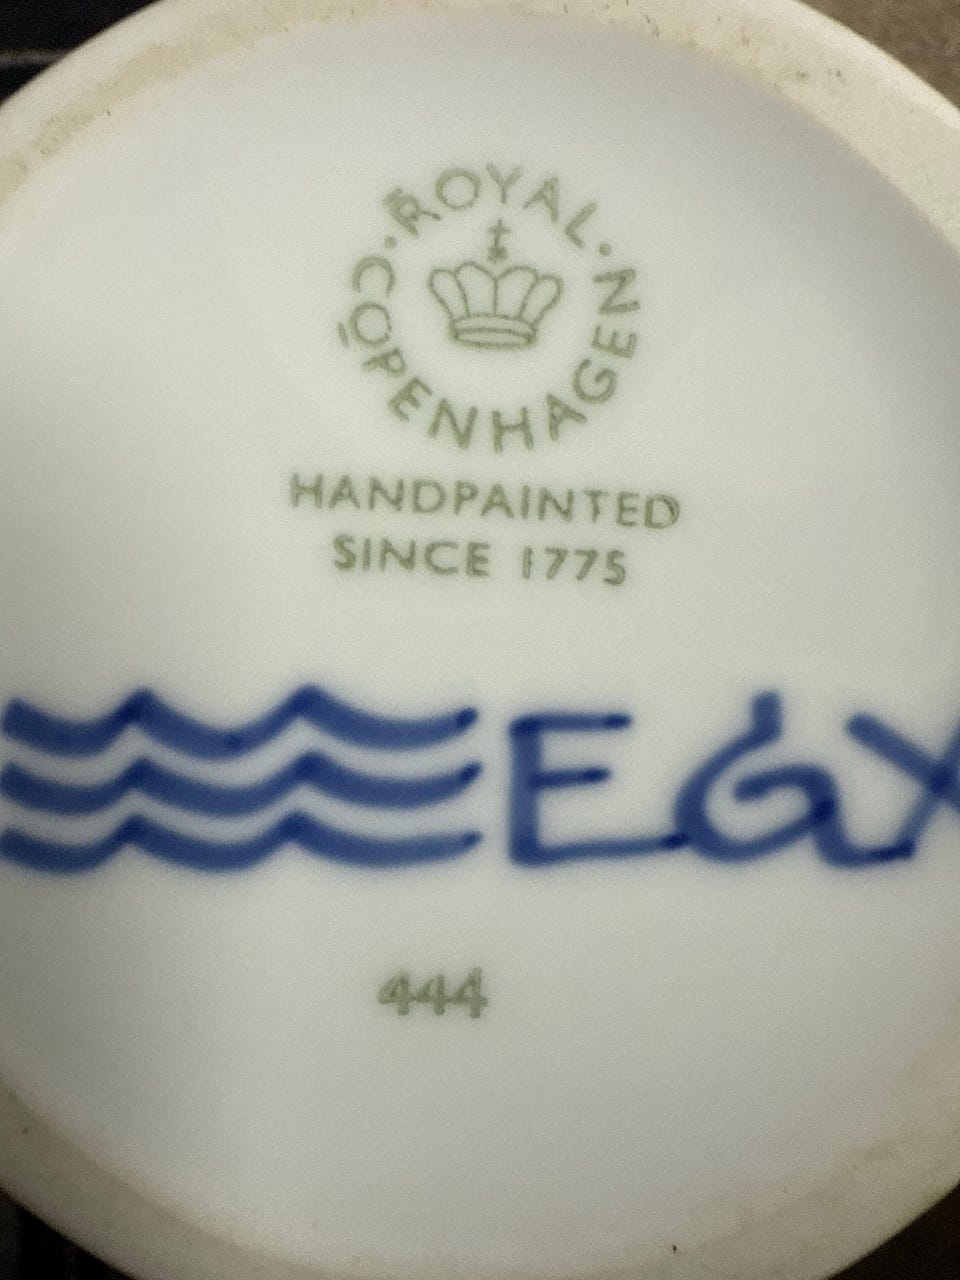 ROYAL · COPENHAGEN ·
HANDPAINTED
SINCE 1775
EGX
444